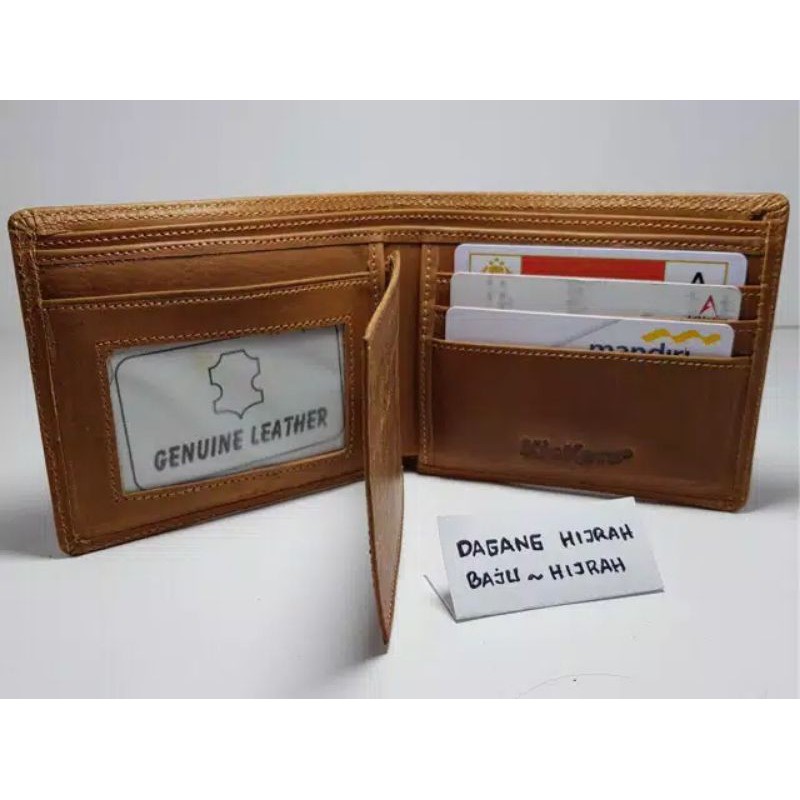 GENUINE LEATHER
A
mandiri
DAGANG HIJRAH
BAJU ~ HIJRAH